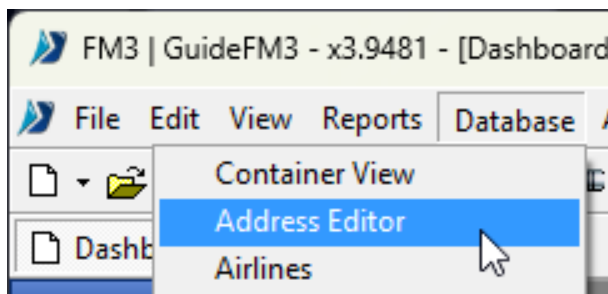 FM3 | GuideFM3 - x3.9481 - [Dashboard
File Edit View Reports Database
Container View
Address Editor
Dashb
Airlines